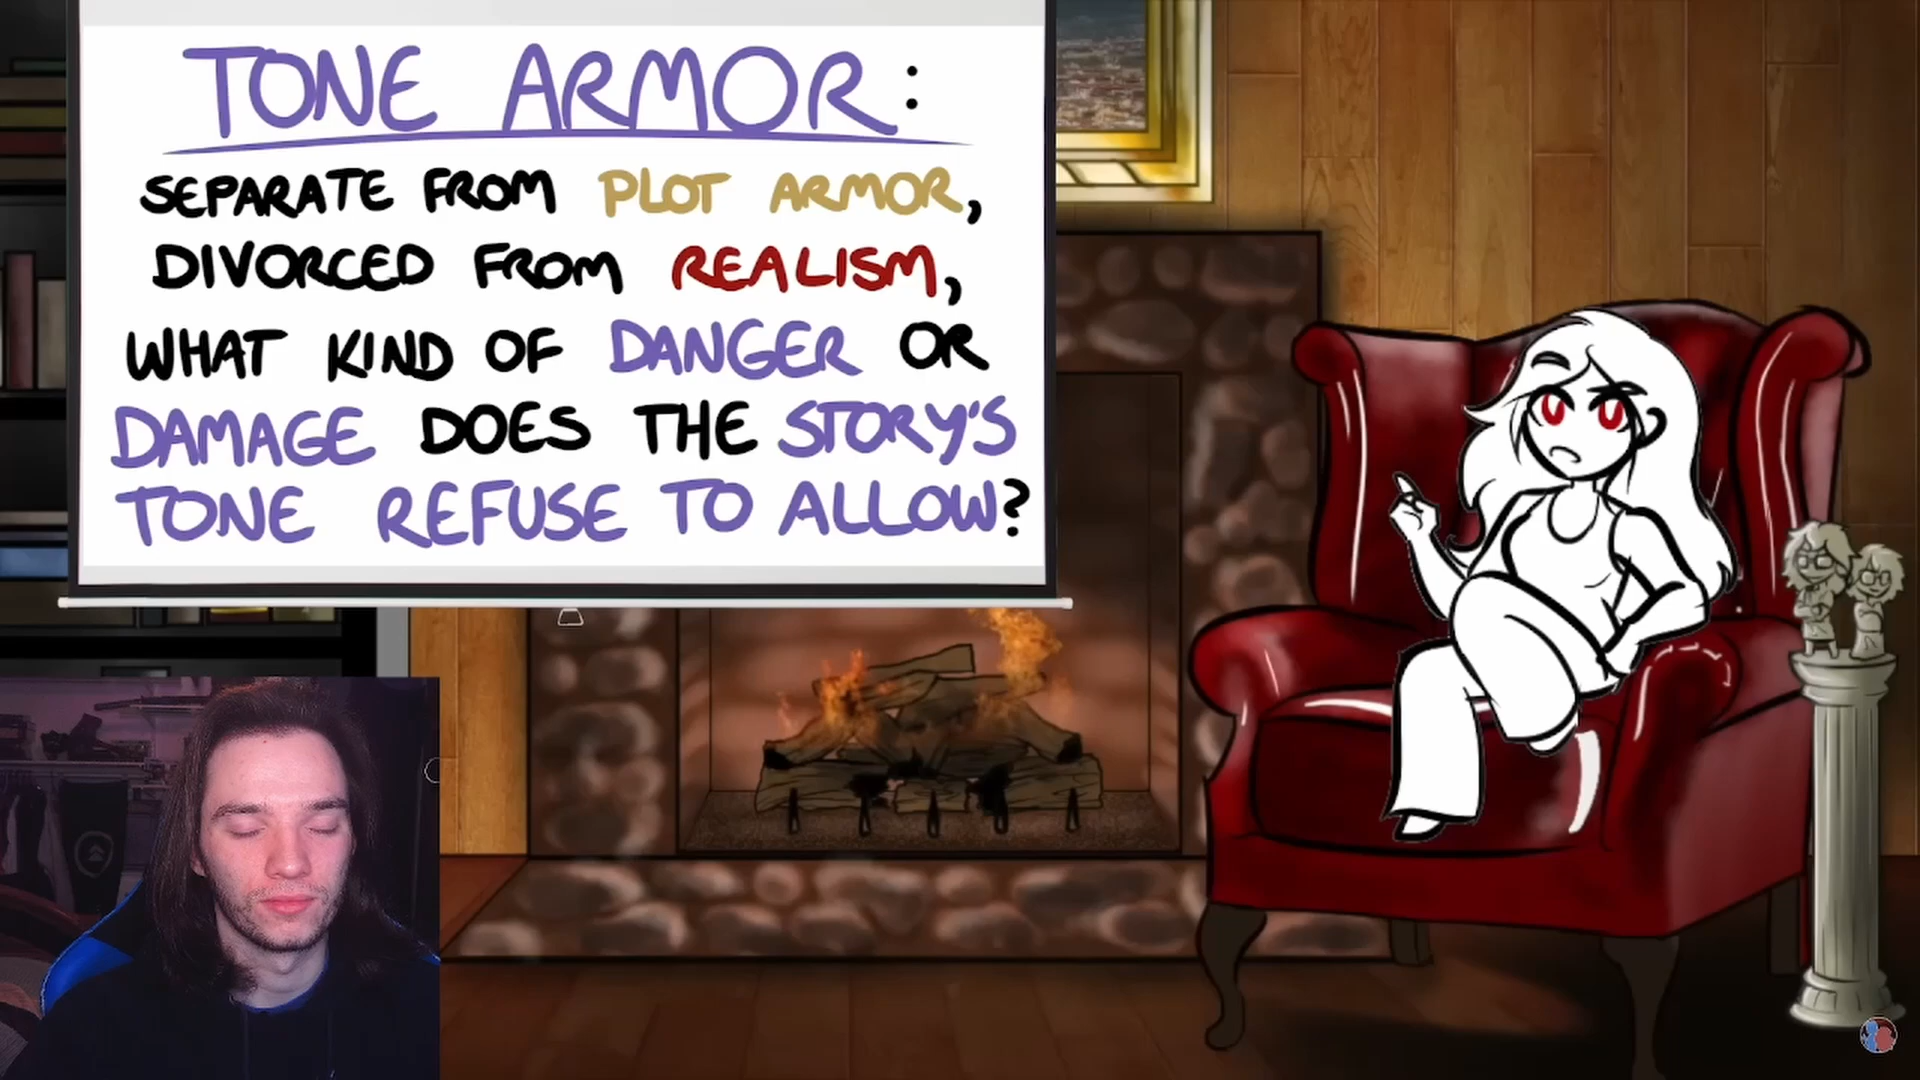 TONE ARMOR:
SEPARATE FROM PLOT ARMOR,
DIVORCED FROM REALISM,
WHAT KIND OF DANGER OR
DAMAGE DOES THE STORY'S
TONE REFUSE TO ALLOW?